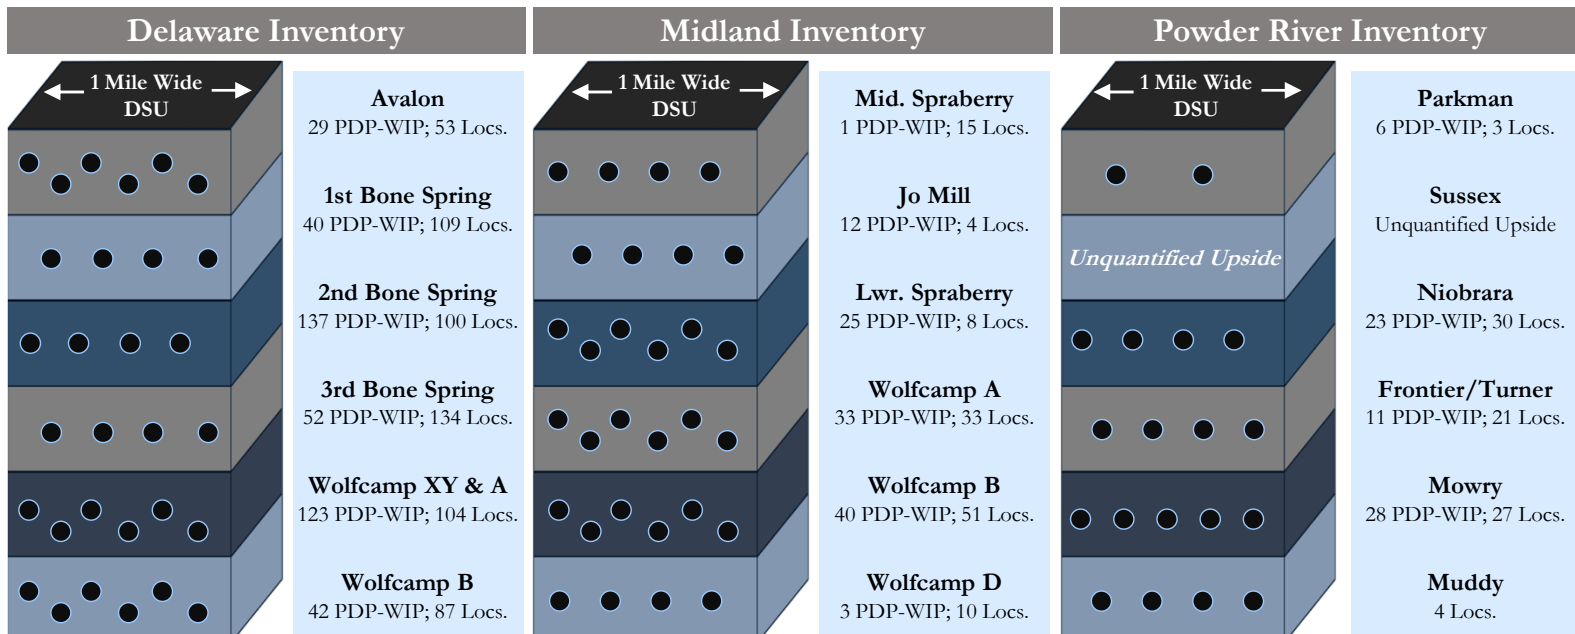 Delaware Inventory
1 Mile Wide
DSU
Avalon
29 PDP-WIP; 53 Locs.
1st Bone Spring
40 PDP-WIP; 109 Locs.
2nd Bone Spring
137 PDP-WIP; 100 Locs.
3rd Bone Spring
52 PDP-WIP; 134 Locs.
Wolfcamp XY & A
123 PDP-WIP; 104 Locs.
Wolfcamp B
42 PDP-WIP; 87 Locs.
Midland Inventory
1 Mile Wide
DSU
Mid. Spraberry
1 PDP-WIP; 15 Locs.
Jo Mill
12 PDP-WIP; 4 Locs.
Lwr. Spraberry
25 PDP-WIP; 8 Locs.
Wolfcamp A
33 PDP-WIP; 33 Locs.
Wolfcamp B
40 PDP-WIP; 51 Locs.
Wolfcamp D
3 PDP-WIP; 10 Locs.
Powder River Inventory
1 Mile Wide
DSU
Unquantified Upside
Parkman
6 PDP-WIP; 3 Locs.
Sussex
Unquantified Upside
Niobrara
23 PDP-WIP; 30 Locs.
Frontier/Turner
11 PDP-WIP; 21 Locs.
Mowry
28 PDP-WIP; 27 Locs.
Muddy
4 Locs.